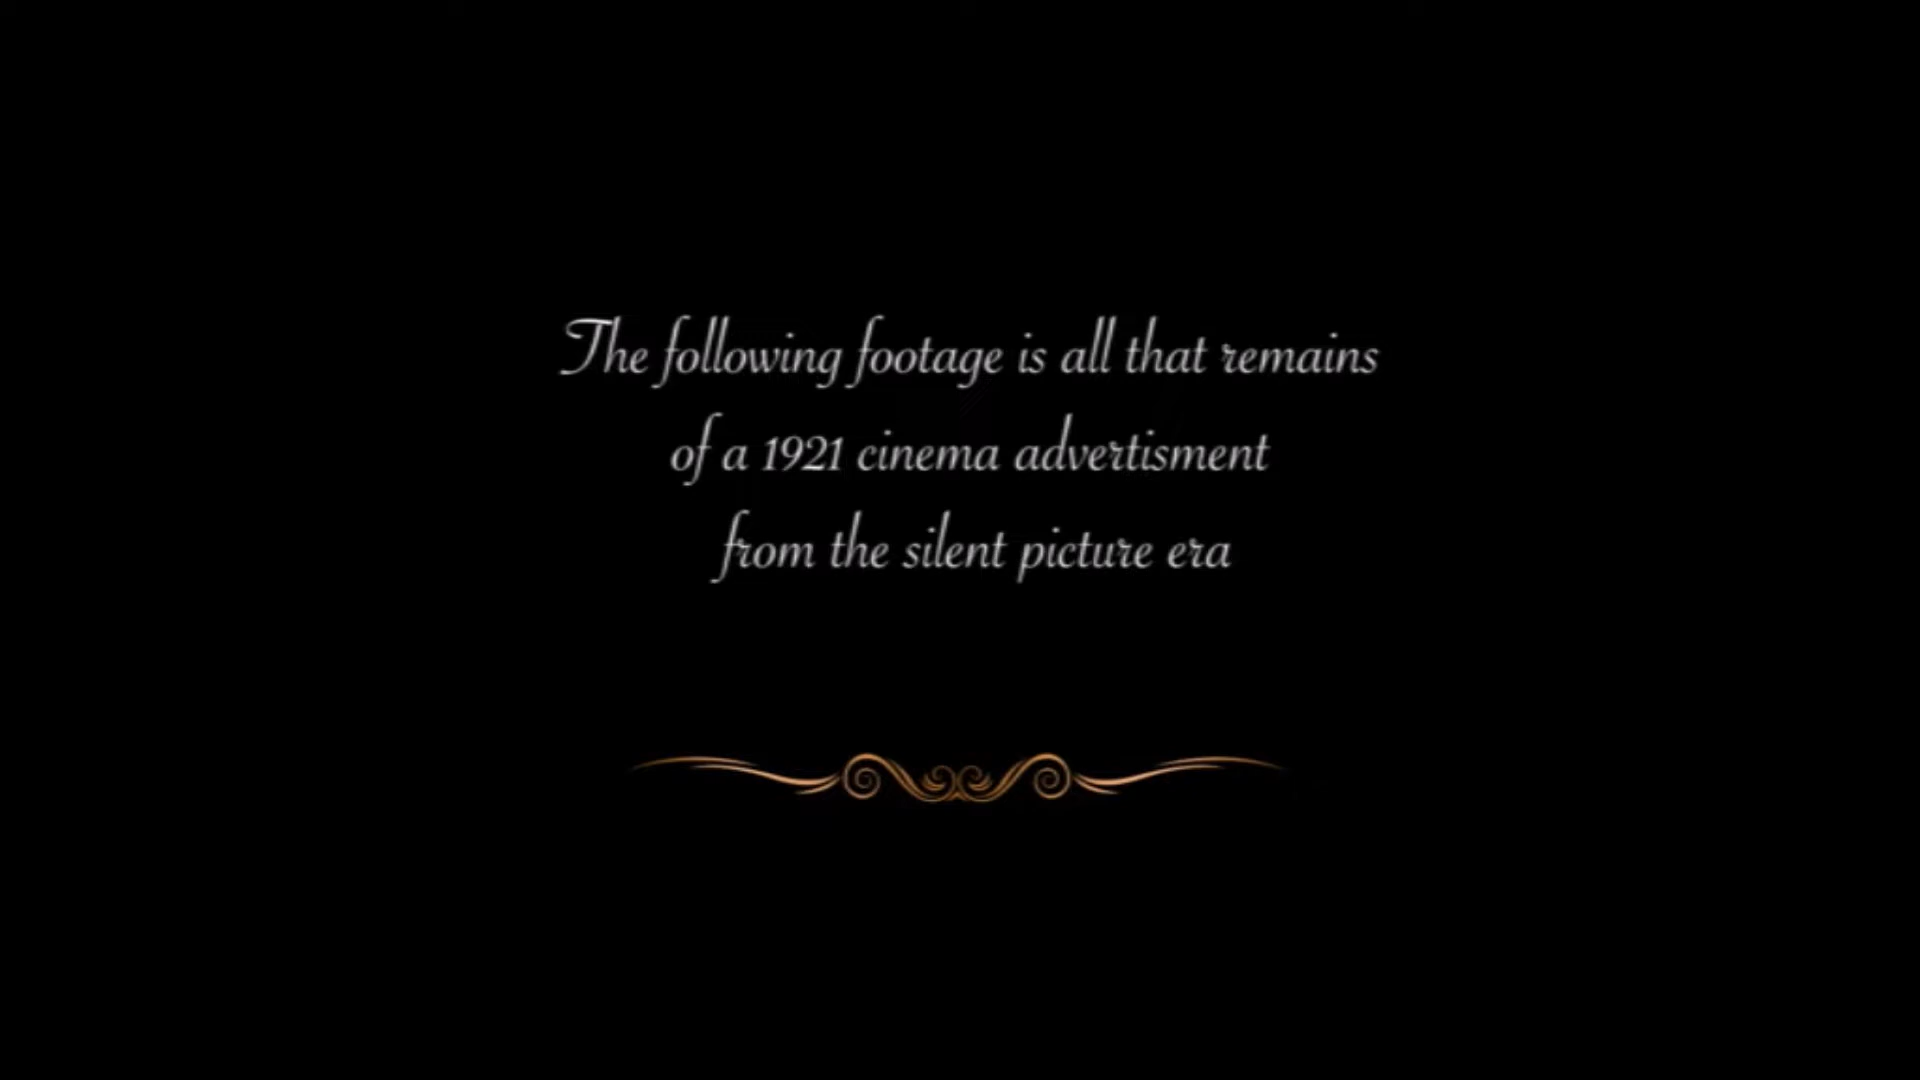 The following footage is all that remains
of a 1921 cinema advertisment
from the silent picture era